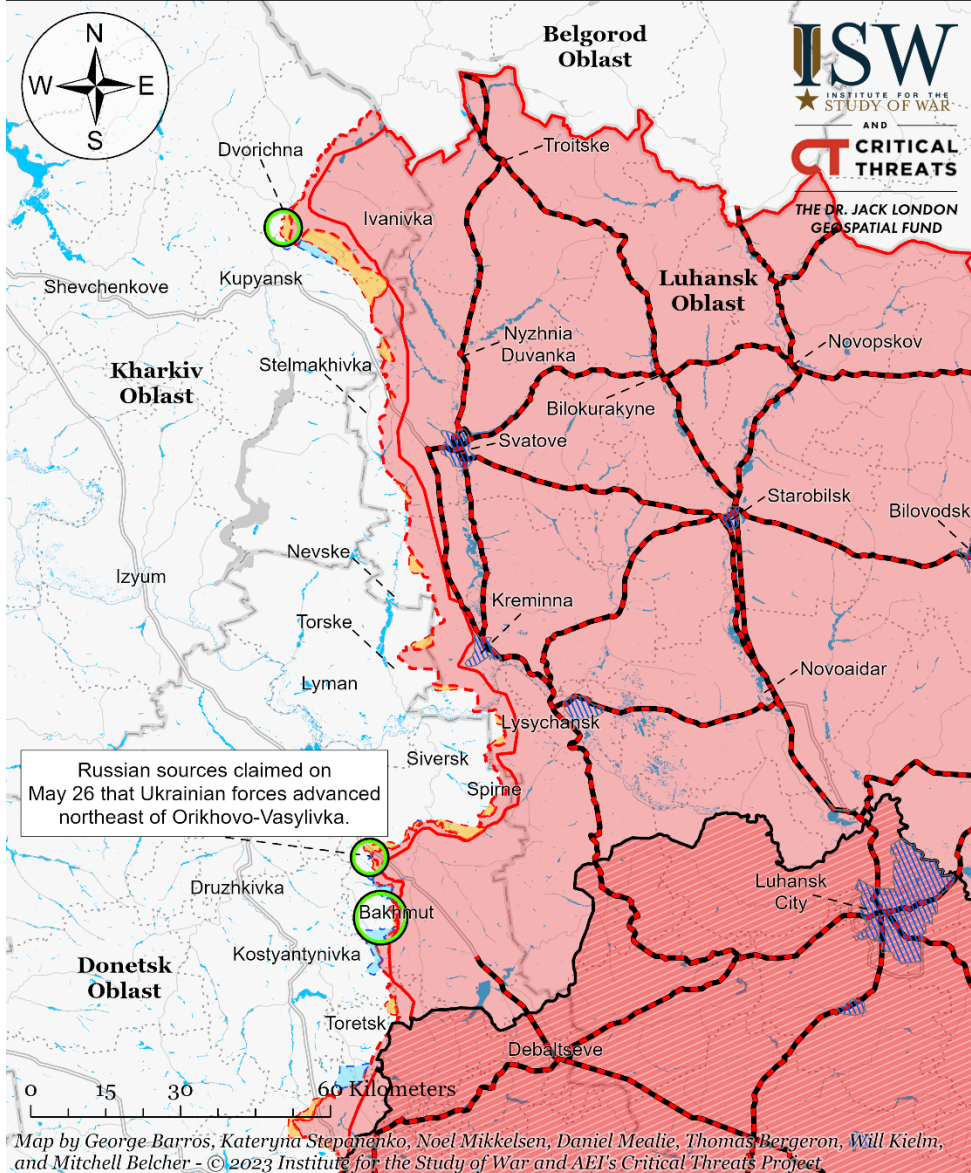 N
W
E
S
Belgorod
Oblast
ISW
INSTITUTE FOR THE
STUDY OF WAR
AND
CT CRITICAL
THREATS
THE DR. JACK LONDON
GEOSPATIAL FUND
Dvorichna
Troitske
Ivanivka
Kupyansk
Shevchenkove
Luhansk
Oblast
Nyzhnia
Duvanka
Novopskov
Stelmakhivka
Kharkiv
Oblast
Bilokurakyne
Svatove
Starobilsk
Bilovodsk
Nevske
Izyum
Kreminna
Torske
Novoaidar
Lyman
Lysychansk
Siversk
Russian sources claimed on
May 26 that Ukrainian forces advanced
northeast of Orikhovo-Vasylivka.
Spirne
Druzhkivka
Luhansk
City
Bakhmut
Kostyantynivka
Donetsk
Oblast
Toretsk
Debaltseve
0 15 30 60 Kilometers
Map by George Barros, Kateryna Stepanenko, Noel Mikkelsen, Daniel Mealie, Thomas Bergeron, Will Kielm,
and Mitchell Belcher - © 2023 Institute for the Study of War and AEI's Critical Threats Project